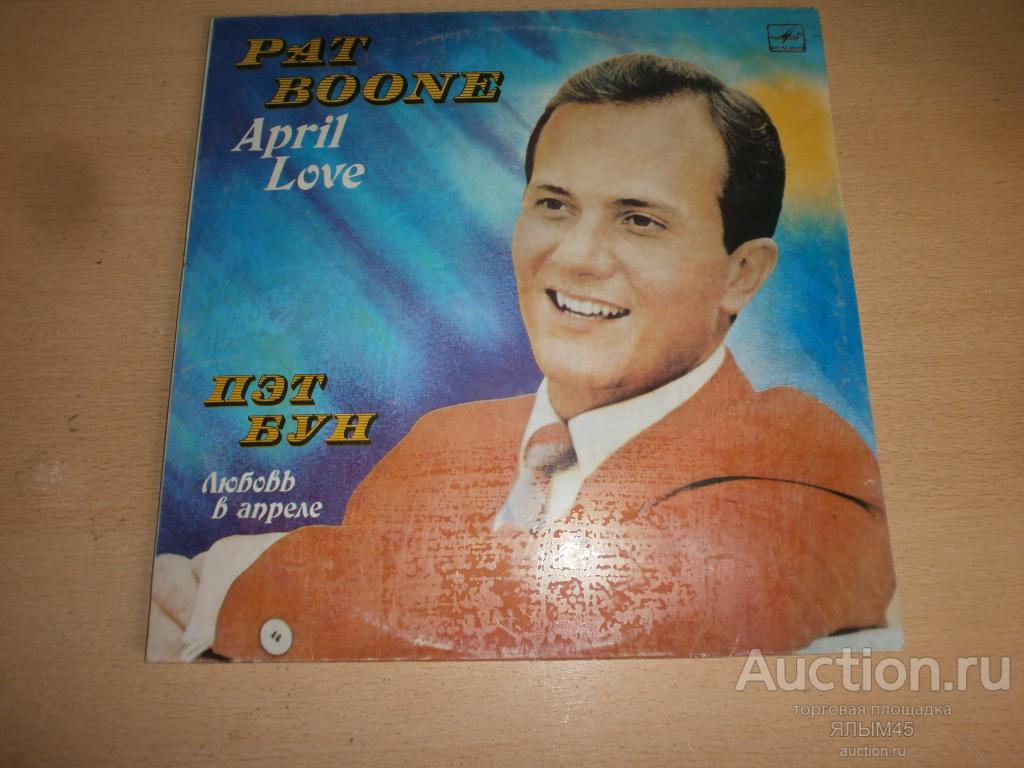 PAT
BOONE
April
Love
ПЭТ
БУН
Любовь
в апреле
Auction.ru
торговая площадка
ЯЛЫМ45
auction.ru